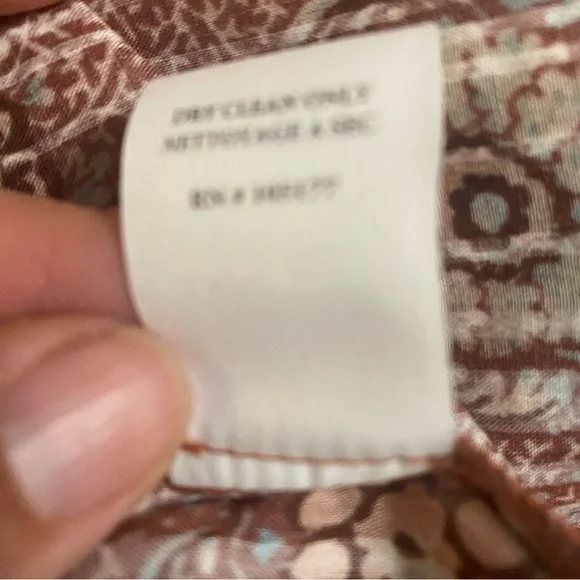 DRY CLEAN ONLY
NETTOYAGE A SEC
RN #